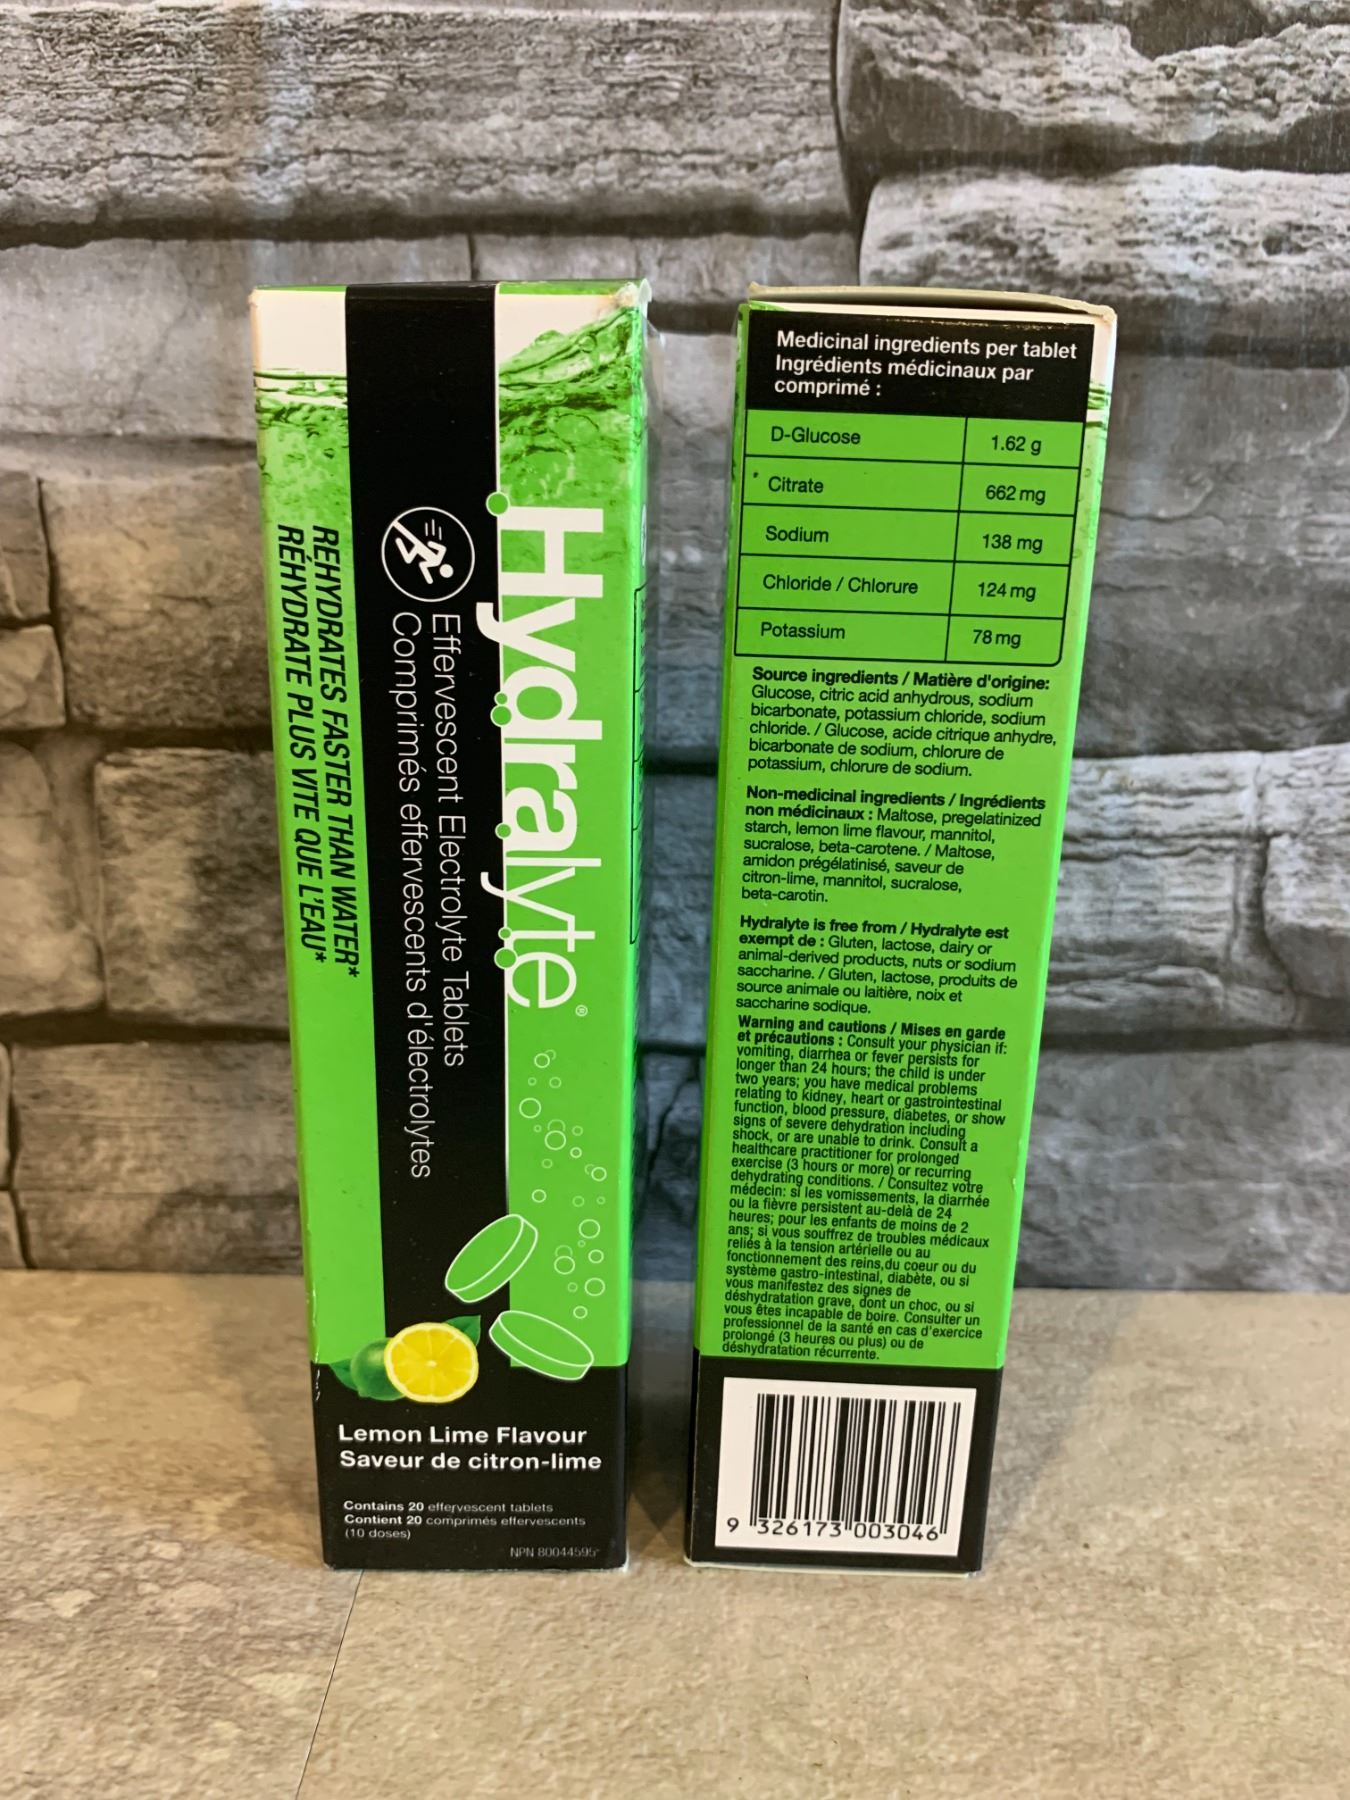 Hydralyte®
Effervescent Electrolyte Tablets
Comprimés effervescents d'électrolytes
REHYDRATES FASTER THAN WATER*
RÉHYDRATE PLUS VITE QUE L'EAU*
Lemon Lime Flavour
Saveur de citron-lime
Contains 20 effervescent tablets
Contient 20 comprimés effervescents
(10 doses)
NPN 80044595
Medicinal ingredients per tablet
Ingrédients médicinaux par
comprimé :
D-Glucose 1.62 g
Citrate 662 mg
Sodium 138 mg
Chloride / Chlorure 124 mg
Potassium 78 mg
Source ingredients / Matière d'origine:
Glucose, citric acid anhydrous, sodium
bicarbonate, potassium chloride, sodium
chloride. / Glucose, acide citrique anhydre,
bicarbonate de sodium, chlorure de
potassium, chlorure de sodium.
Non-medicinal ingredients / Ingrédients
non médicinaux : Maltose, pregelatinized
starch, lemon lime flavour, mannitol,
sucralose, beta-carotene. / Maltose,
amidon prégélatinisé, saveur de
citron-lime, mannitol, sucralose,
beta-carotin.
Hydralyte is free from / Hydralyte est
exempt de : Gluten, lactose, dairy or
animal-derived products, nuts or sodium
saccharine. / Gluten, lactose, produits de
source animale ou laitière, noix et
saccharine sodique.
Warning and cautions / Mises en garde
et précautions : Consult your physician if:
vomiting, diarrhea or fever persists for
longer than 24 hours; the child is under
two years; you have medical problems
relating to kidney, heart or gastrointestinal
function, blood pressure, diabetes, or show
signs of severe dehydration including
shock, or are unable to drink. Consult a
healthcare practitioner for prolonged
exercise (3 hours or more) or recurring
dehydrating conditions. / Consultez votre
médecin: si les vomissements, la diarrhée
ou la fièvre persistent au-delà de 24
heures; pour les enfants de moins de 2
ans; si vous souffrez de troubles médicaux
reliés à la tension artérielle ou au
fonctionnement des reins,du coeur ou du
système gastro-intestinal, diabète, ou si
vous manifestez des signes de
déshydratation grave, dont un choc, ou si
vous êtes incapable de boire. Consulter un
professionnel de la santé en cas d'exercice
prolongé (3 heures ou plus) ou de
déshydratation récurrente.
9 326173 003046